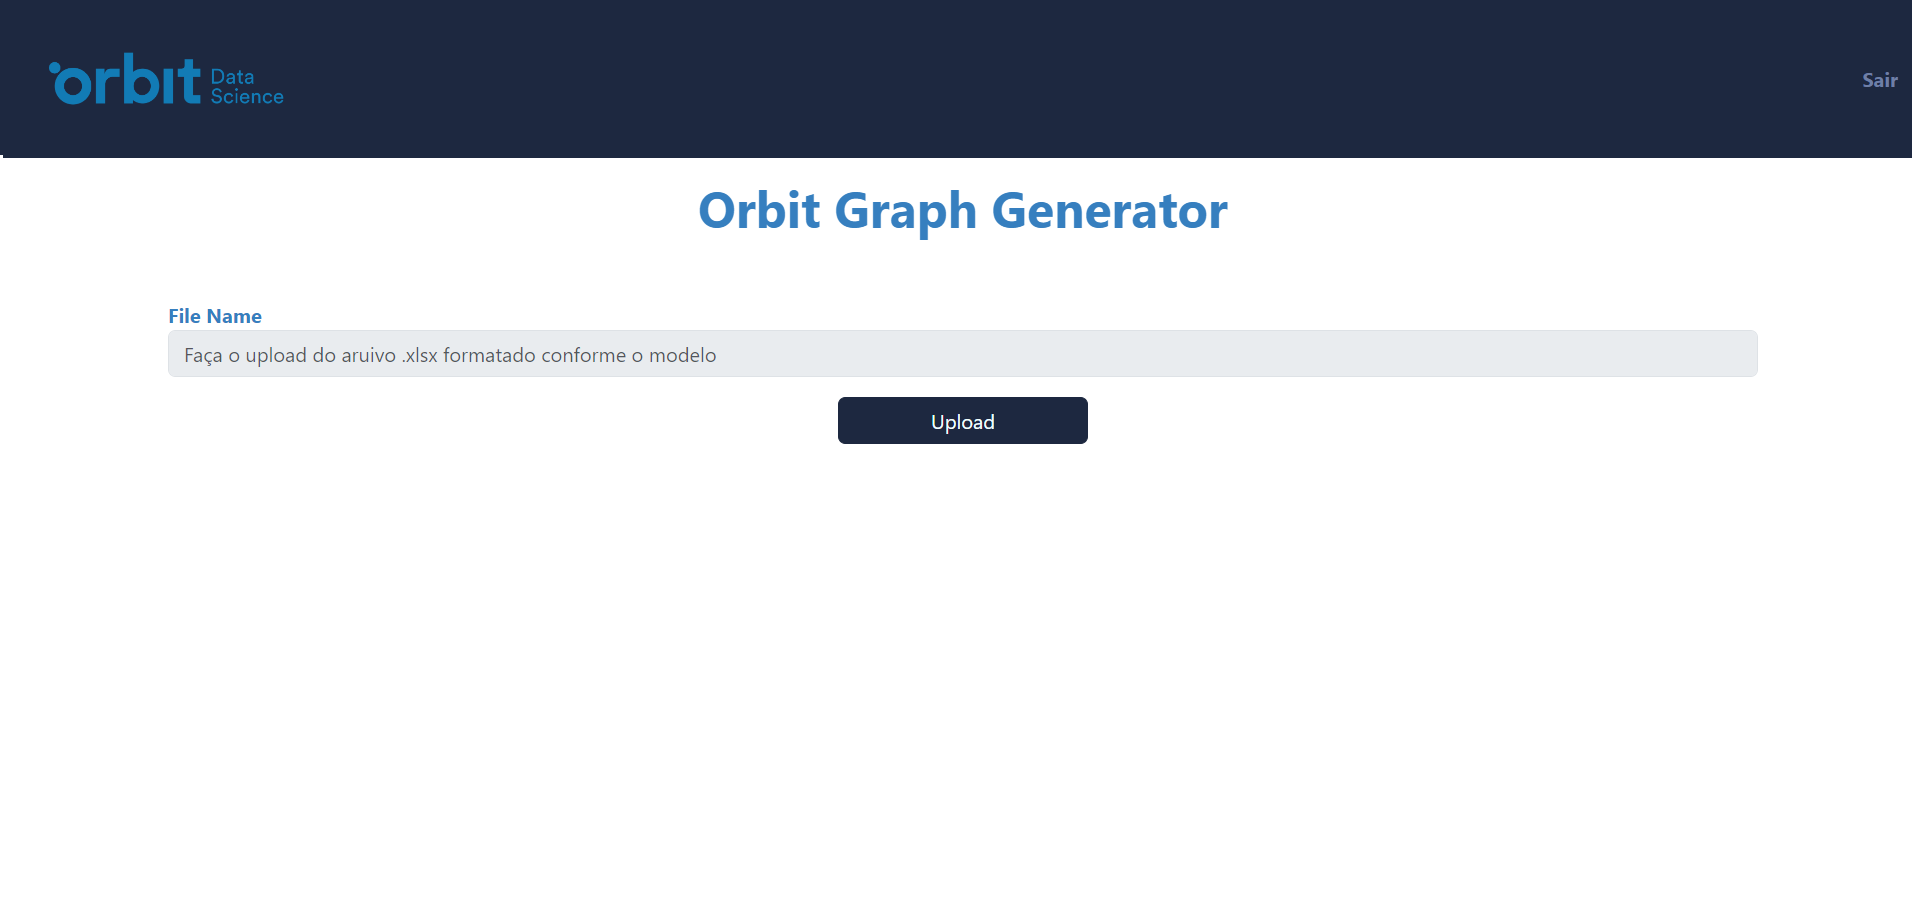 orbit Data
Science
Sair
Orbit Graph Generator
File Name
Faça o upload do aruivo .xlsx formatado conforme o modelo
Upload